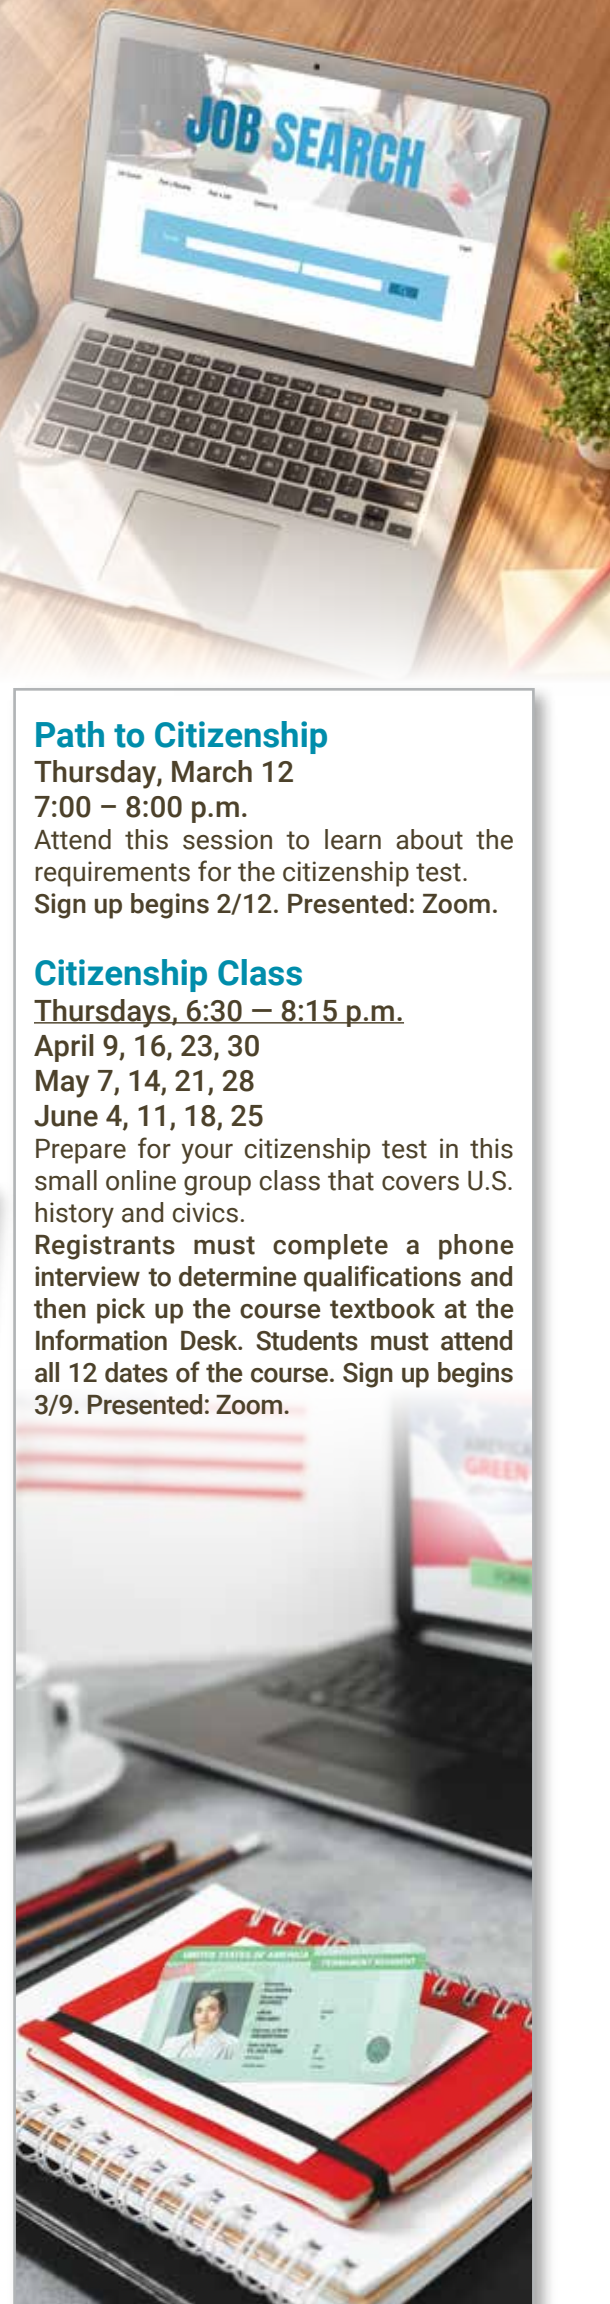 JOB SEARCH
Path to Citizenship
Thursday, March 12
7:00 – 8:00 p.m.
Attend this session to learn about the
requirements for the citizenship test.
Sign up begins 2/12. Presented: Zoom.
Citizenship Class
Thursdays, 6:30 — 8:15 p.m.
April 9, 16, 23, 30
May 7, 14, 21, 28
June 4, 11, 18, 25
Prepare for your citizenship test in this
small online group class that covers U.S.
history and civics.
Registrants must complete a phone
interview to determine qualifications and
then pick up the course textbook at the
Information Desk. Students must attend
all 12 dates of the course. Sign up begins
3/9. Presented: Zoom.
GREEN
UNITED STATES OF AMERICA
PERMANENT RESIDENT